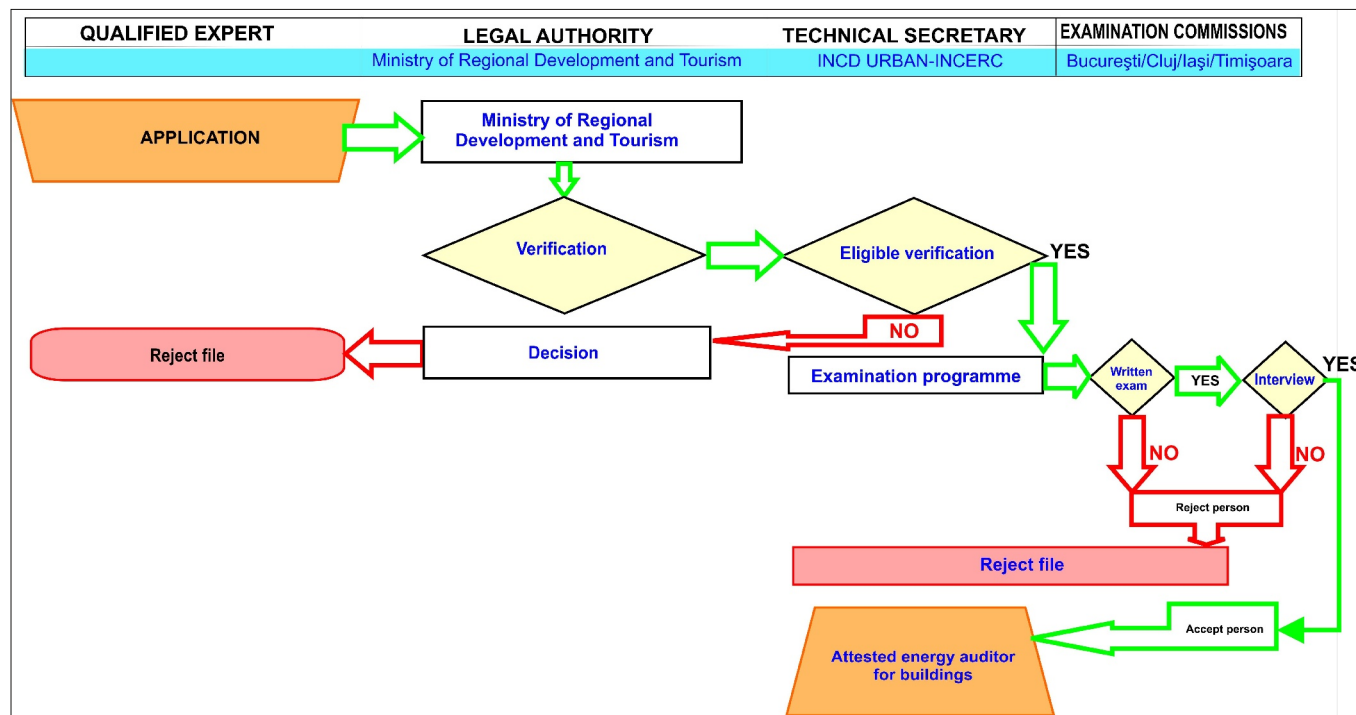 QUALIFIED EXPERT
LEGAL AUTHORITY
TECHNICAL SECRETARY
EXAMINATION COMMISSIONS
Ministry of Regional Development and Tourism
INCD URBAN-INCERC
Bucureşti/Cluj/Iaşi/Timişoara
APPLICATION
Ministry of Regional
Development and Tourism
Verification
Eligible verification
YES
NO
Reject file
Decision
Examination programme
Written
exam
YES
Interview
YES
NO
NO
Reject person
Reject file
Accept person
Attested energy auditor
for buildings